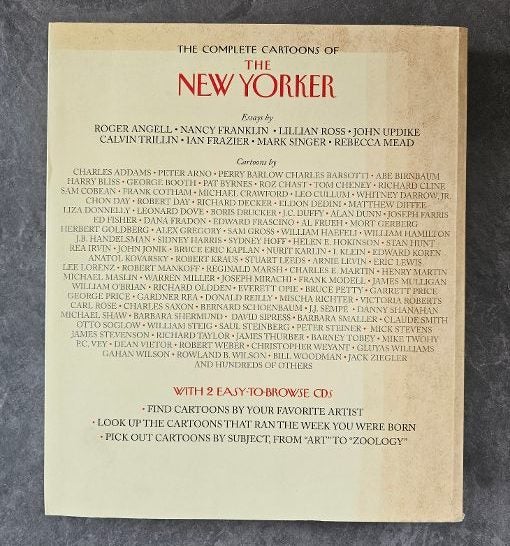 THE COMPLETE CARTOONS OF
THE
NEW YORKER
Essays by
ROGER ANGELL • NANCY FRANKLIN • LILLIAN ROSS • JOHN UPDIKE
CALVIN TRILLIN • IAN FRAZIER • MARK SINGER • REBECCA MEAD
Cartoons by
CHARLES ADDAMS • PETER ARNO • PERRY BARLOW CHARLES BARSOTTI • ABE BIRNBAUM
HARRY BLISS • GEORGE BOOTH • PAT BYRNES • ROZ CHAST • TOM CHENEY • RICHARD CLINE
SAM COBEAN • FRANK COTHAM • MICHAEL CRAWFORD • LEO CULLUM • WHITNEY DARROW, JR.
CHON DAY • ROBERT DAY • RICHARD DECKER • ELDON DEDINI • MATTHEW DIFFEE
LIZA DONNELLY • LEONARD DOVE • BORIS DRUCKER • J.C. DUFFY • ALAN DUNN • JOSEPH FARRIS
ED FISHER • DANA FRADON • EDWARD FRASCINO • AL FRUEH • MORT GERBERG
HERBERT GOLDBERG • ALEX GREGORY • SAM GROSS • WILLIAM HAEFELI • WILLIAM HAMILTON
J.B. HANDELSMAN • SIDNEY HARRIS • SYDNEY HOFF • HELEN E. HOKINSON • STAN HUNT
REA IRVIN • JOHN JONIK • BRUCE ERIC KAPLAN • NURIT KARLIN • I. KLEIN • EDWARD KOREN
ANATOL KOVARSKY • ROBERT KRAUS • STUART LEEDS • ARNIE LEVIN • ERIC LEWIS
LEE LORENZ • ROBERT MANKOFF • REGINALD MARSH • CHARLES E. MARTIN • HENRY MARTIN
MICHAEL MASLIN • WARREN MILLER • JOSEPH MIRACHI • FRANK MODELL • JAMES MULLIGAN
WILLIAM O'BRIAN • RICHARD OLDDEN • EVERETT OPIE • BRUCE PETTY • GARRETT PRICE
GEORGE PRICE • GARDNER REA • DONALD REILLY • MISCHA RICHTER • VICTORIA ROBERTS
CARL ROSE • CHARLES SAXON • BERNARD SCHOENBAUM • J.J. SEMPÉ • DANNY SHANAHAN
MICHAEL SHAW • BARBARA SHERMUND • DAVID SIPRESS • BARBARA SMALLER • CLAUDE SMITH
OTTO SOGLOW • WILLIAM STEIG • SAUL STEINBERG • PETER STEINER • MICK STEVENS
JAMES STEVENSON • RICHARD TAYLOR • JAMES THURBER • BARNEY TOBEY • MIKE TWOHY
P.C. VEY • DEAN VIETOR • ROBERT WEBER • CHRISTOPHER WEYANT • GLUYAS WILLIAMS
GAHAN WILSON • ROWLAND B. WILSON • BILL WOODMAN • JACK ZIEGLER
AND HUNDREDS OF OTHERS
WITH 2 EASY-TO-BROWSE CDs
• FIND CARTOONS BY YOUR FAVORITE ARTIST
• LOOK UP THE CARTOONS THAT RAN THE WEEK YOU WERE BORN
• PICK OUT CARTOONS BY SUBJECT, FROM "ART" TO "ZOOLOGY"